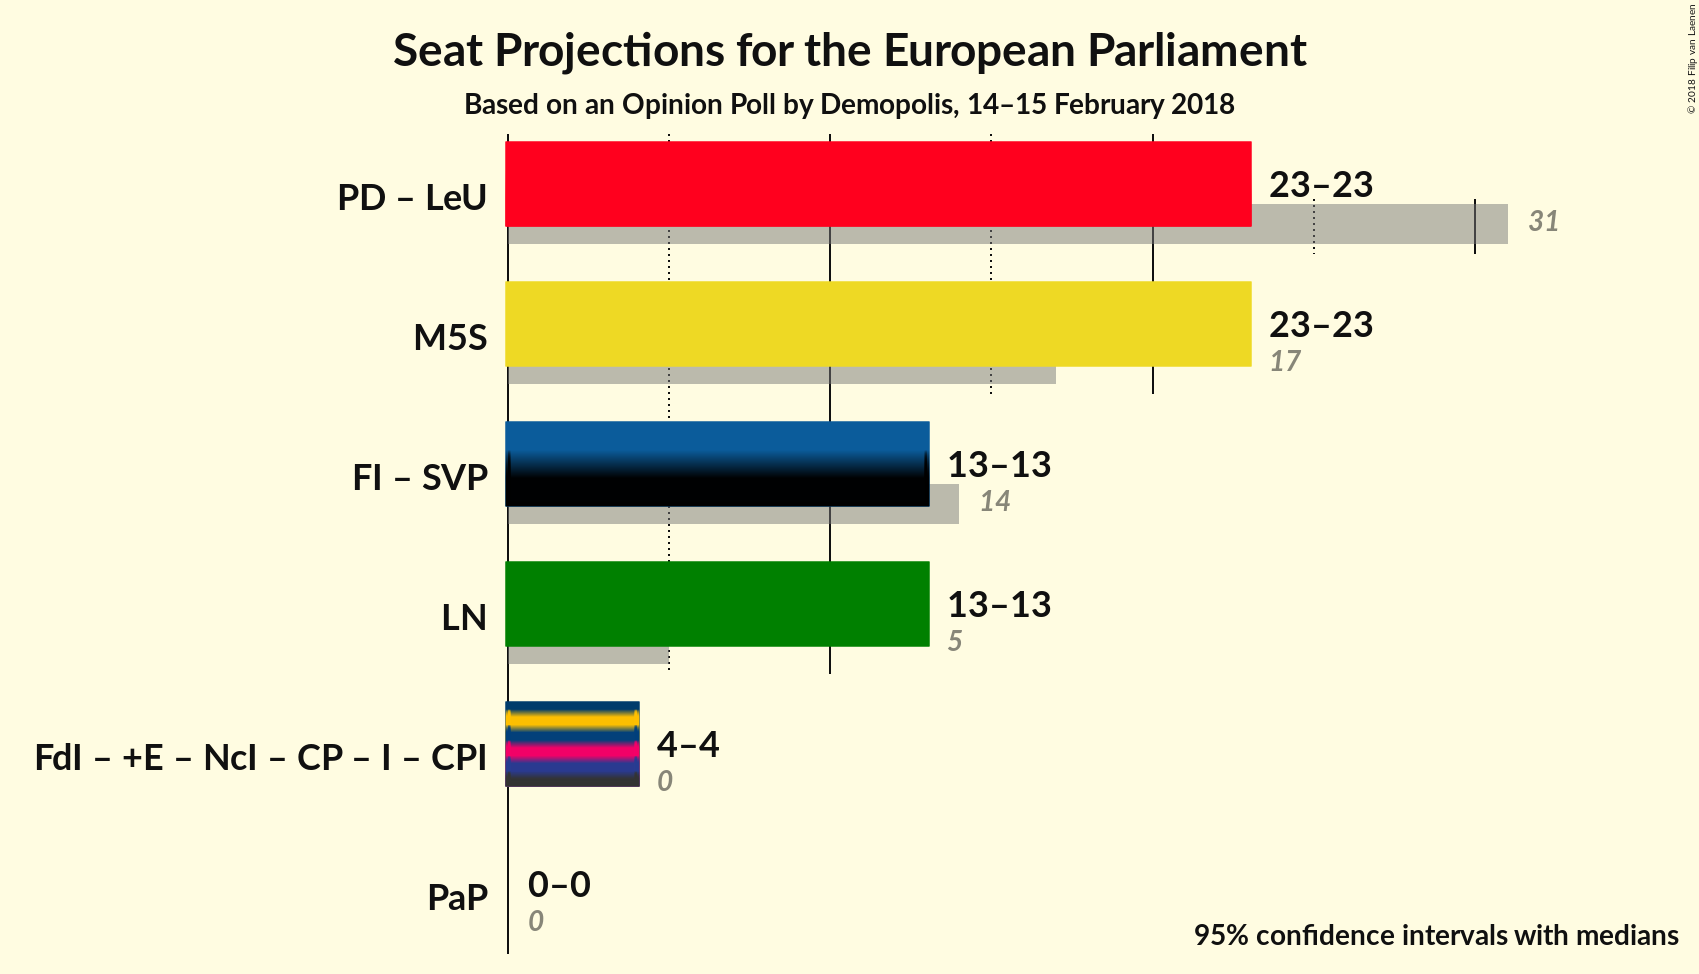 Seat Projections for the European Parliament
Based on an Opinion Poll by Demopolis, 14–15 February 2018
© 2018 Filip van Laenen
PD – LeU
23–23
31
M5S
23–23
17
FI – SVP
13–13
14
LN
13–13
5
FdI – +E – NcI – CP – I – CPI
4–4
0
PaP
0–0
0
95% confidence intervals with medians